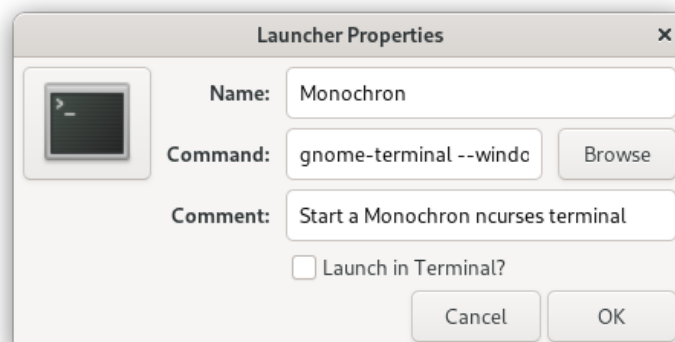 Launcher Properties ×
>_
Name: Monochron
Command: gnome-terminal --windo Browse
Comment: Start a Monochron ncurses terminal
Launch in Terminal?
Cancel OK